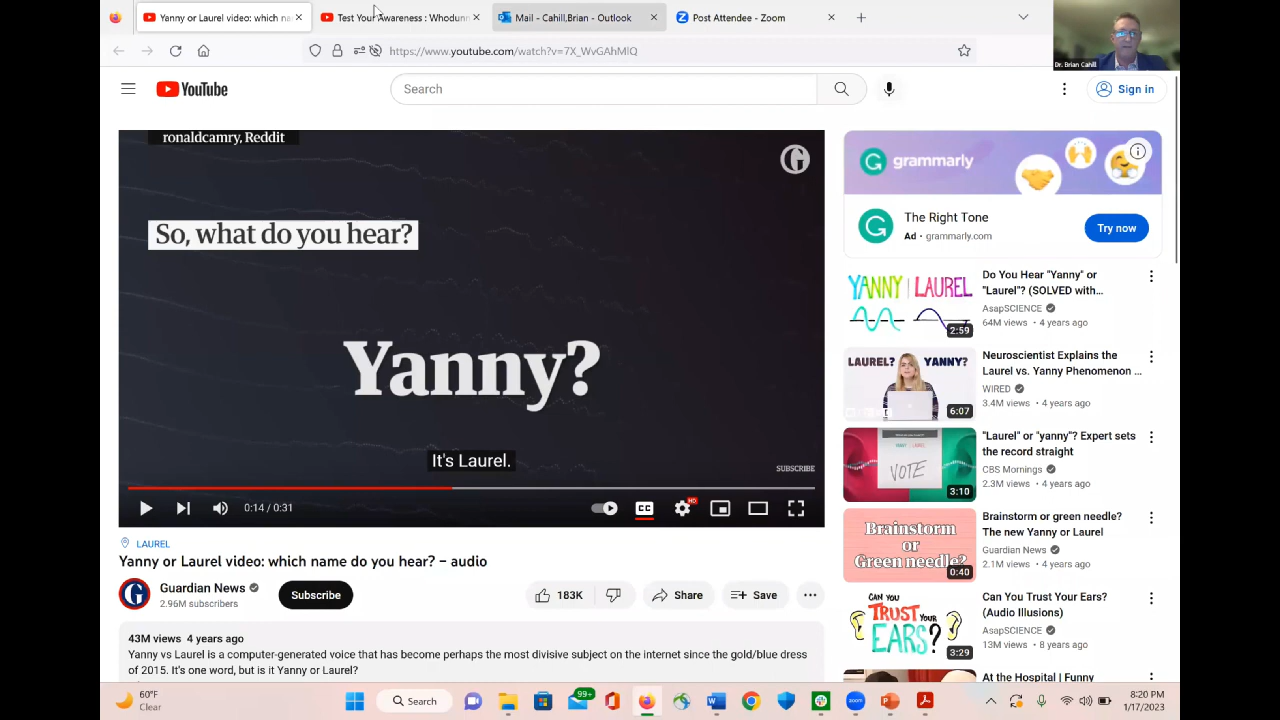 Yanny or Laurel video: which nam
Test Your Awareness : Whodunn
Mail - Cahill,Brian - Outlook
Post Attendee - Zoom
https://www.youtube.com/watch?v=7X_WvGAhMlQ
Dr. Brian Cahill
YouTube
Search
Sign in
ronaldcamry, Reddit
So, what do you hear?
Yanny?
It's Laurel.
SUBSCRIBE
0:14 / 0:31
CC
HD
LAUREL
Yanny or Laurel video: which name do you hear? – audio
Guardian News
2.96M subscribers
Subscribe
183K
Share
Save
43M views 4 years ago
Yanny vs Laurel is a computer-generated voice that has become perhaps the most divisive subject on the internet since the gold/blue dress
of 2015. It's one word, but is it Yanny or Laurel?
grammarly
The Right Tone
Ad • grammarly.com
Try now
YANNY LAUREL
2:59
Do You Hear "Yanny" or
"Laurel"? (SOLVED with...
AsapSCIENCE
64M views • 4 years ago
LAUREL? YANNY?
6:07
Neuroscientist Explains the
Laurel vs. Yanny Phenomenon ...
WIRED
3.4M views • 4 years ago
VOTE
3:10
"Laurel" or "yanny"? Expert sets
the record straight
CBS Mornings
2.3M views • 4 years ago
Brainstorm
or
Green needle?
0:40
Brainstorm or green needle?
The new Yanny or Laurel
Guardian News
2.1M views • 4 years ago
CAN YOU
TRUST YOUR
EARS?
3:29
Can You Trust Your Ears?
(Audio Illusions)
AsapSCIENCE
13M views • 8 years ago
At the Hospital | Funny
60°F
Clear
Search
99+
zoom
8:20 PM
1/17/2023